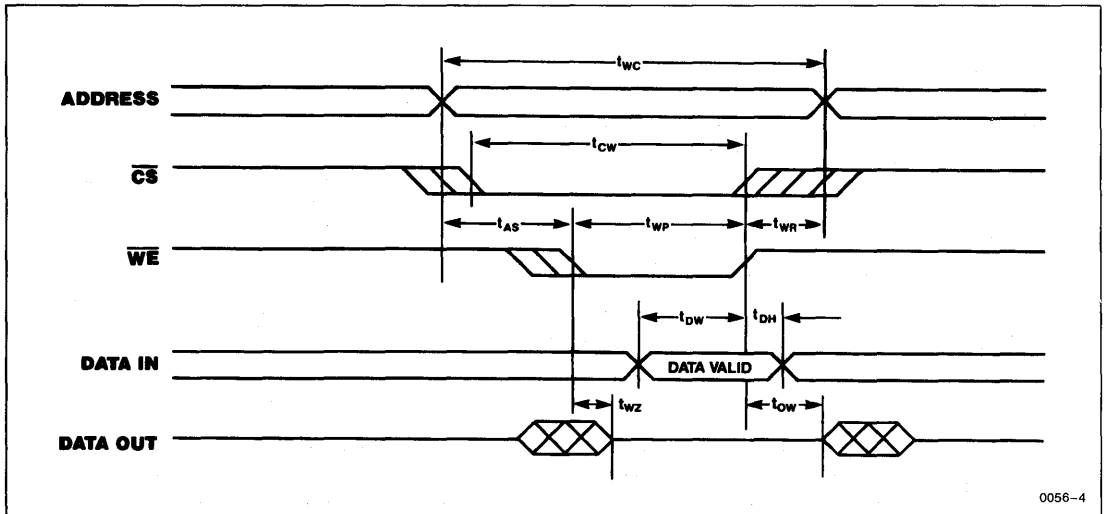 tWC
ADDRESS
tCW
CS
tAS
tWP
tWR
WE
tDW
tDH
DATA IN
DATA VALID
tWZ
tOW
DATA OUT
0056-4